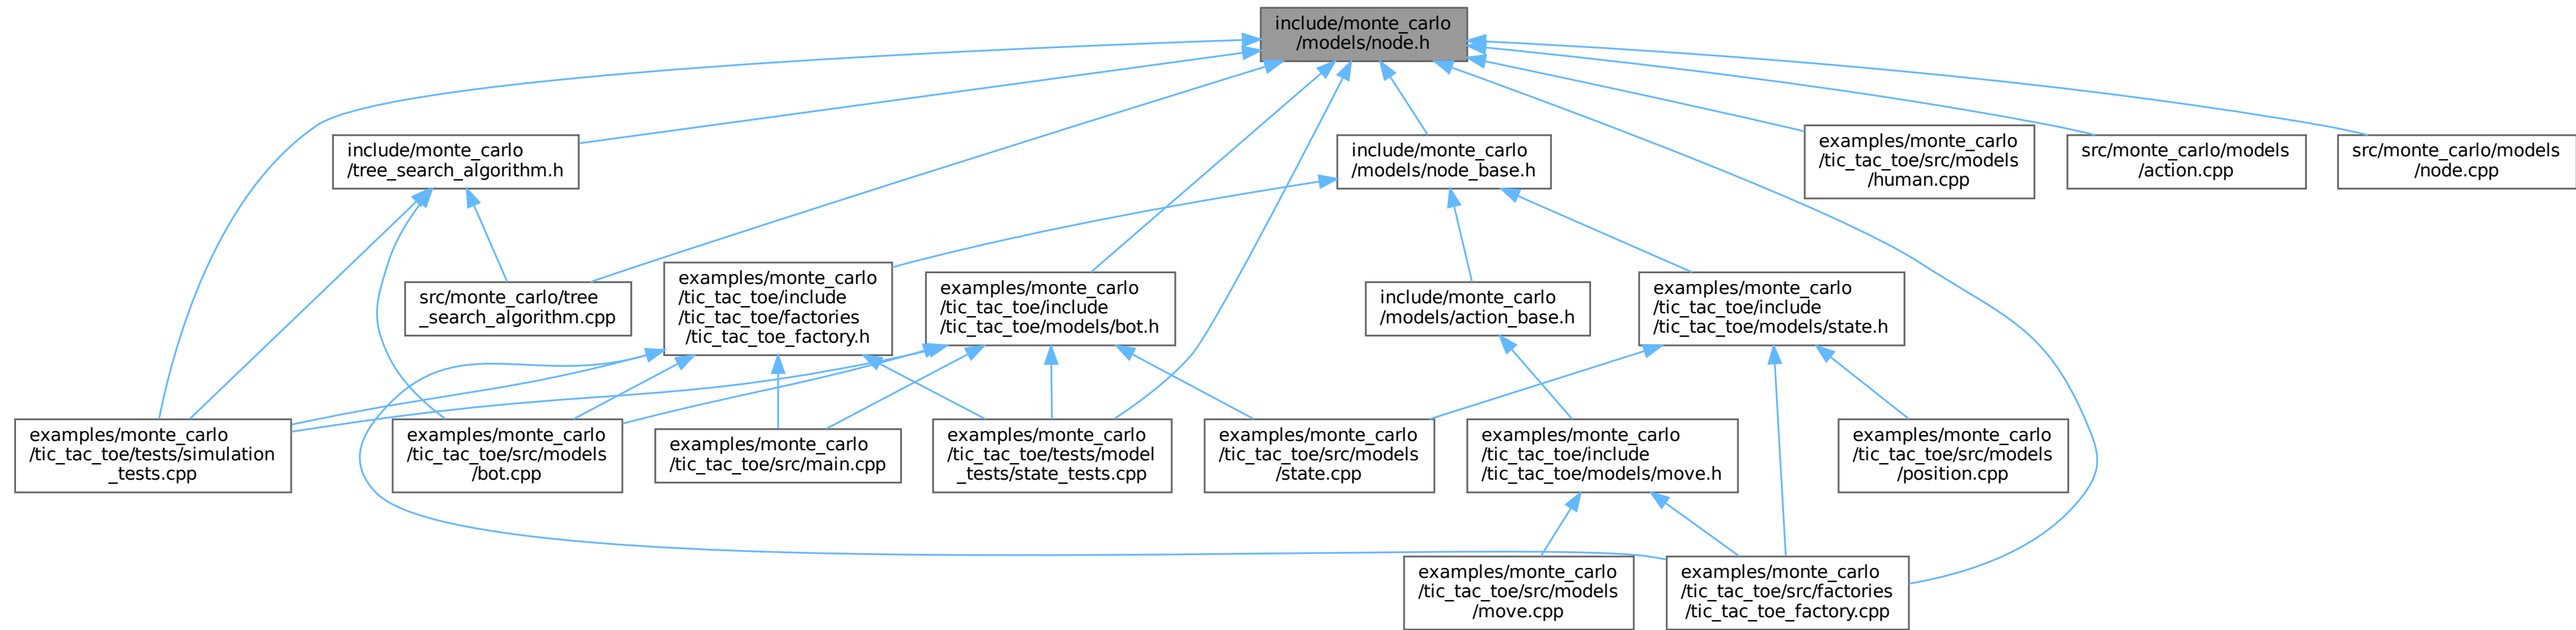 include/monte_carlo
/models/node.h
include/monte_carlo
/tree_search_algorithm.h
include/monte_carlo
/models/node_base.h
examples/monte_carlo
/tic_tac_toe/src/models
/human.cpp
src/monte_carlo/models
/action.cpp
src/monte_carlo/models
/node.cpp
src/monte_carlo/tree
_search_algorithm.cpp
examples/monte_carlo
/tic_tac_toe/include
/tic_tac_toe/factories
/tic_tac_toe_factory.h
examples/monte_carlo
/tic_tac_toe/include
/tic_tac_toe/models/bot.h
include/monte_carlo
/models/action_base.h
examples/monte_carlo
/tic_tac_toe/include
/tic_tac_toe/models/state.h
examples/monte_carlo
/tic_tac_toe/tests/simulation
_tests.cpp
examples/monte_carlo
/tic_tac_toe/src/models
/bot.cpp
examples/monte_carlo
/tic_tac_toe/src/main.cpp
examples/monte_carlo
/tic_tac_toe/tests/model
_tests/state_tests.cpp
examples/monte_carlo
/tic_tac_toe/src/models
/state.cpp
examples/monte_carlo
/tic_tac_toe/include
/tic_tac_toe/models/move.h
examples/monte_carlo
/tic_tac_toe/src/models
/position.cpp
examples/monte_carlo
/tic_tac_toe/src/models
/move.cpp
examples/monte_carlo
/tic_tac_toe/src/factories
/tic_tac_toe_factory.cpp